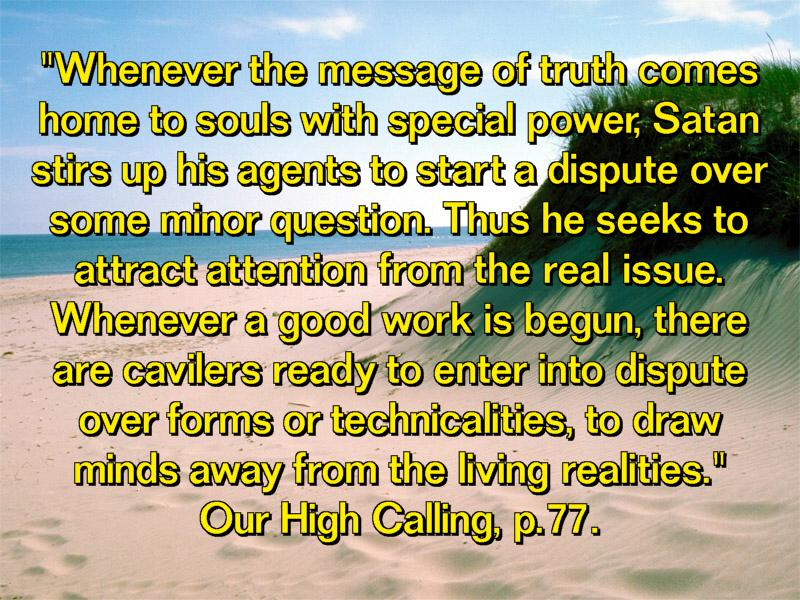 "Whenever the message of truth comes
home to souls with special power, Satan
stirs up his agents to start a dispute over
some minor question. Thus he seeks to
attract attention from the real issue.
Whenever a good work is begun, there
are cavilers ready to enter into dispute
over forms or technicalities, to draw
minds away from the living realities."
Our High Calling, p.77.